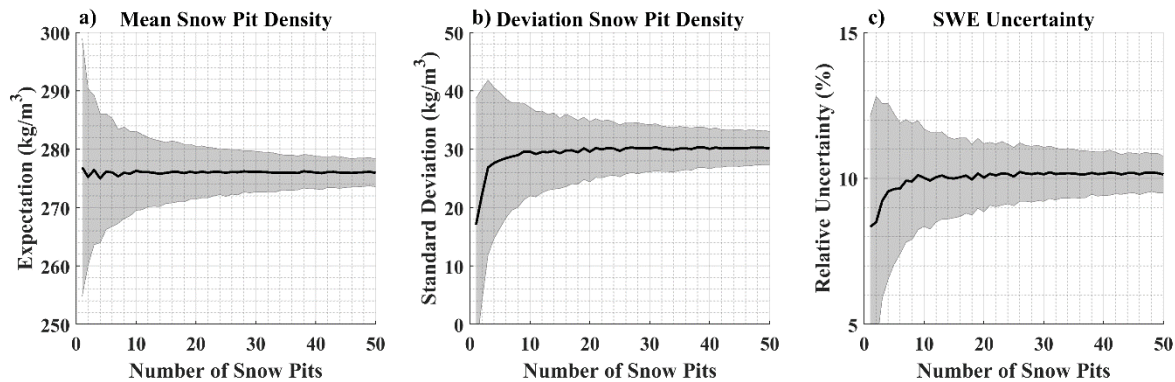 a) Mean Snow Pit Density
Expectation (kg/m³)
300
290
280
270
260
250
0 10 20 30 40 50
Number of Snow Pits
b) Deviation Snow Pit Density
Standard Deviation (kg/m³)
50
40
30
20
10
0
0 10 20 30 40 50
Number of Snow Pits
c) SWE Uncertainty
Relative Uncertainty (%)
15
10
5
0 10 20 30 40 50
Number of Snow Pits